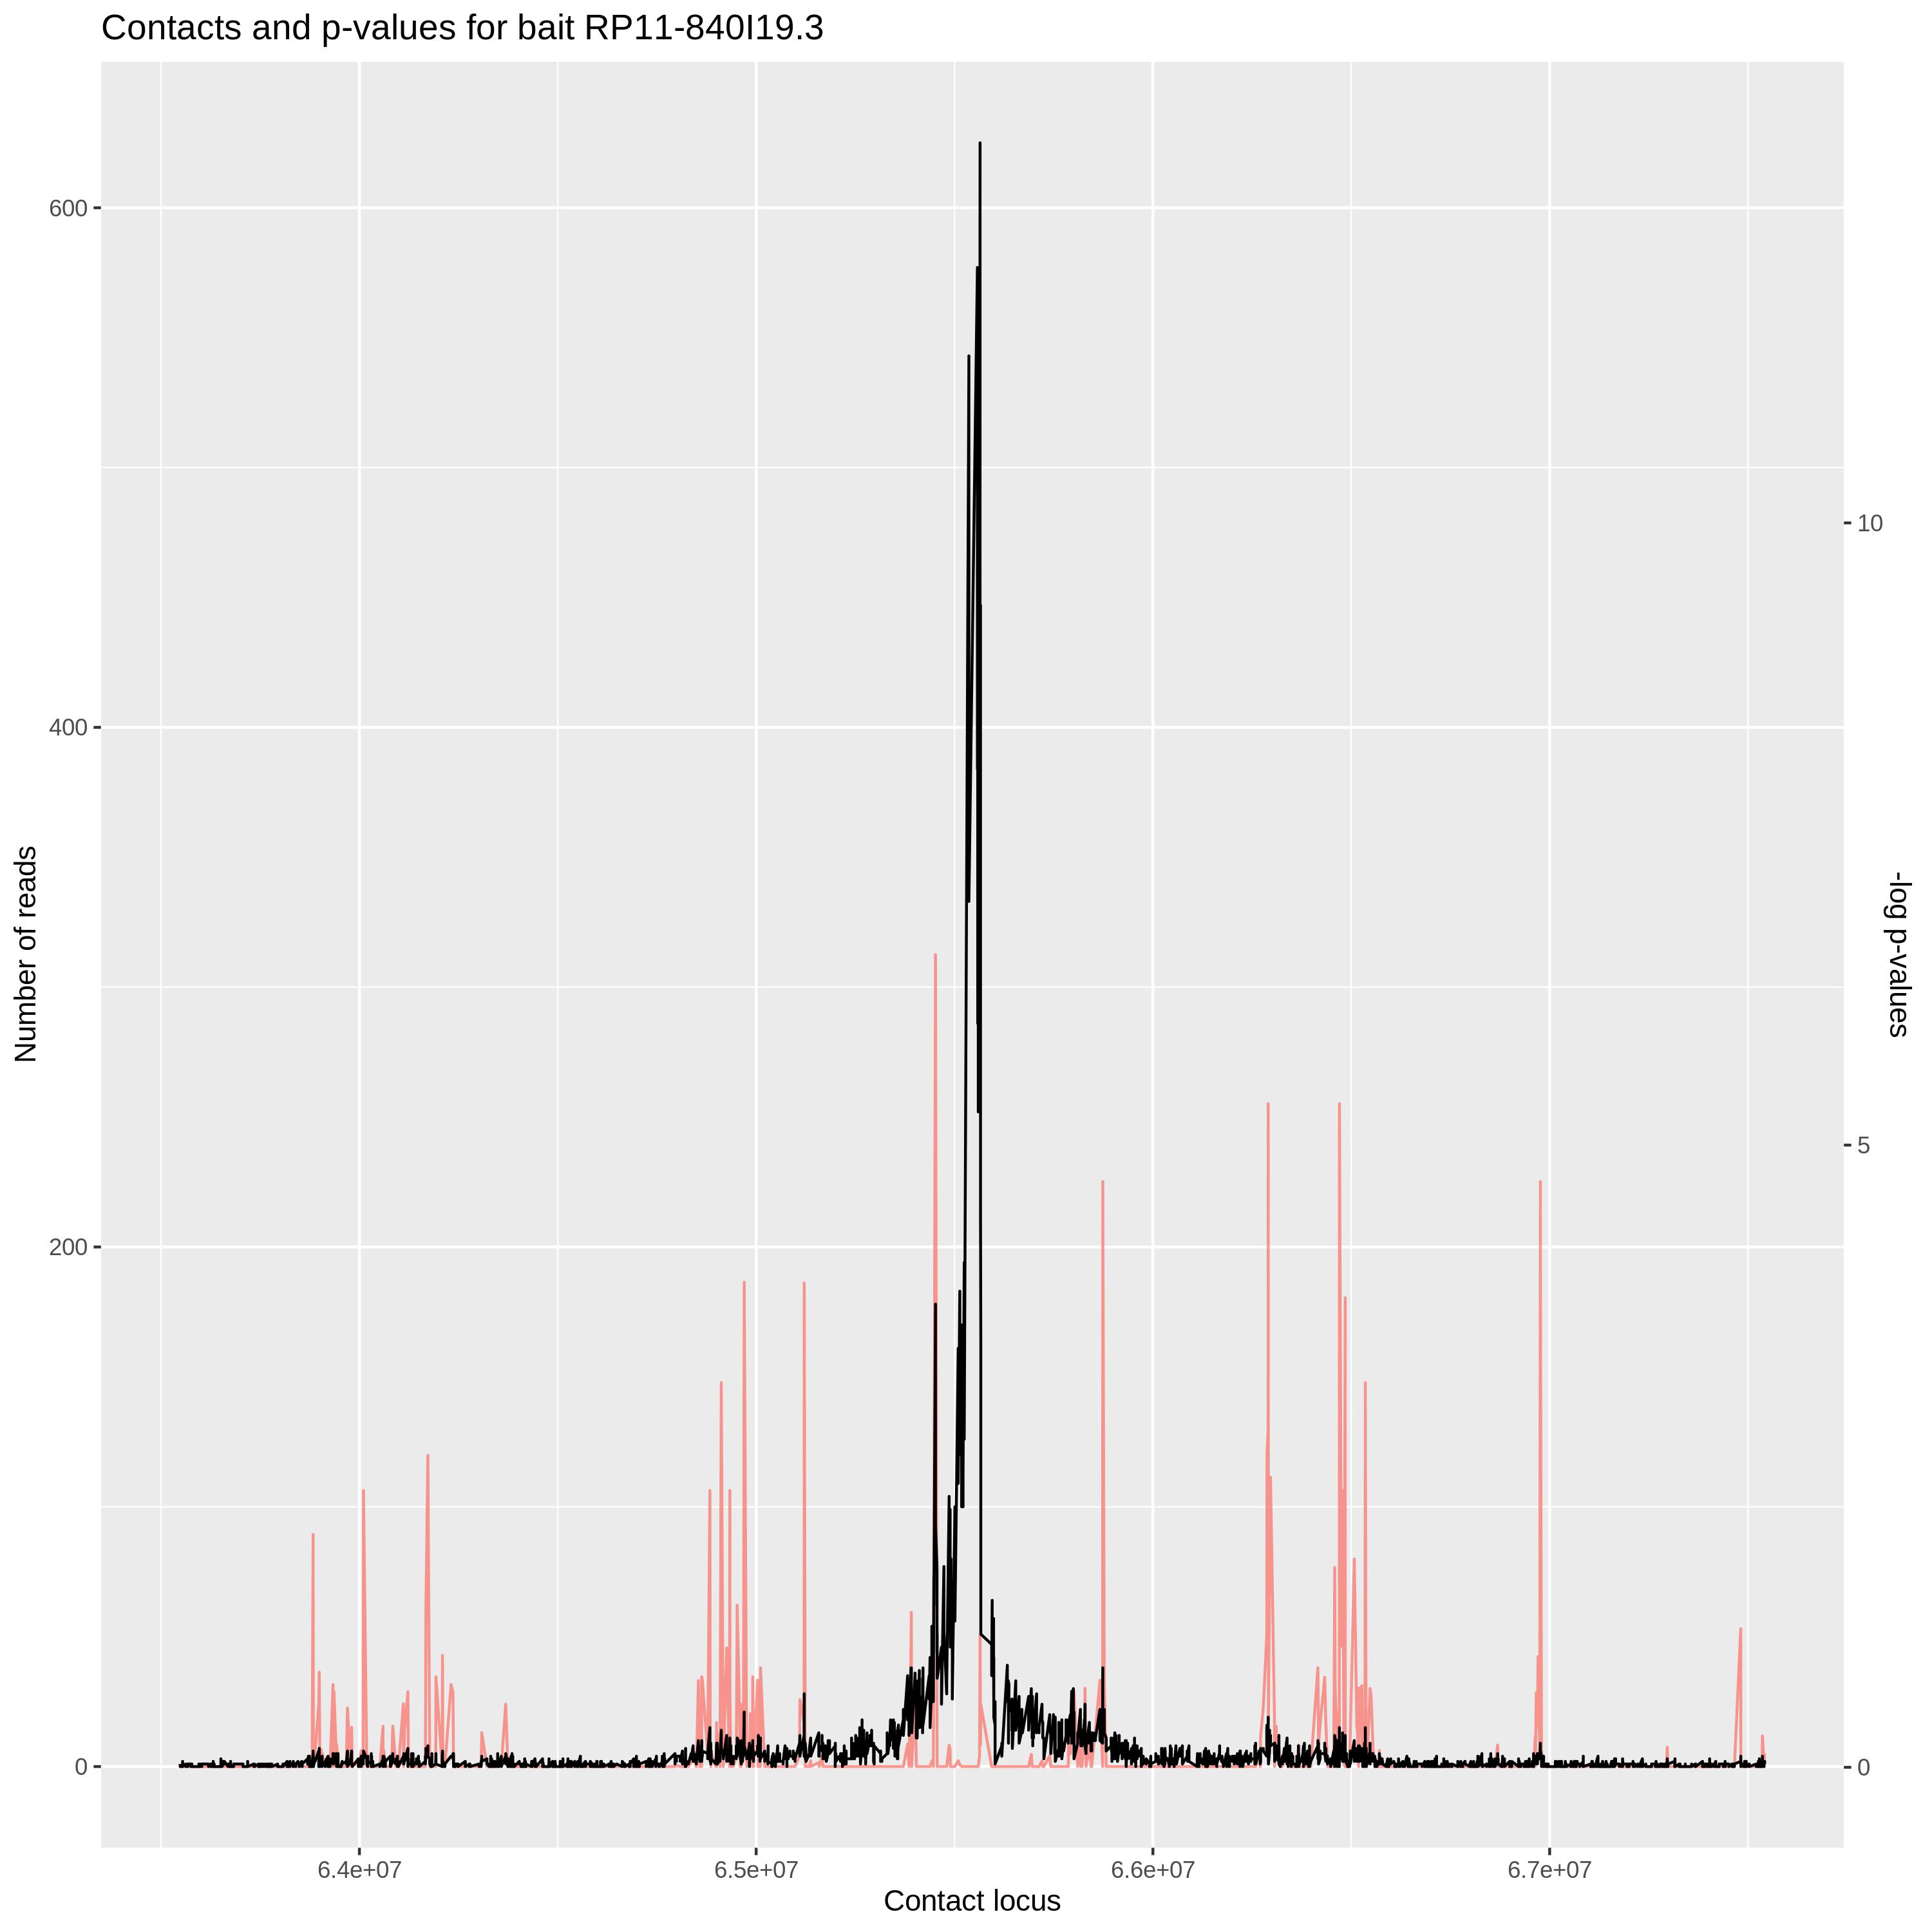 Contacts and p-values for bait RP11-840I19.3
600
400
200
0
Number of reads
10
5
0
-log p-values
6.4e+07
6.5e+07
6.6e+07
6.7e+07
Contact locus